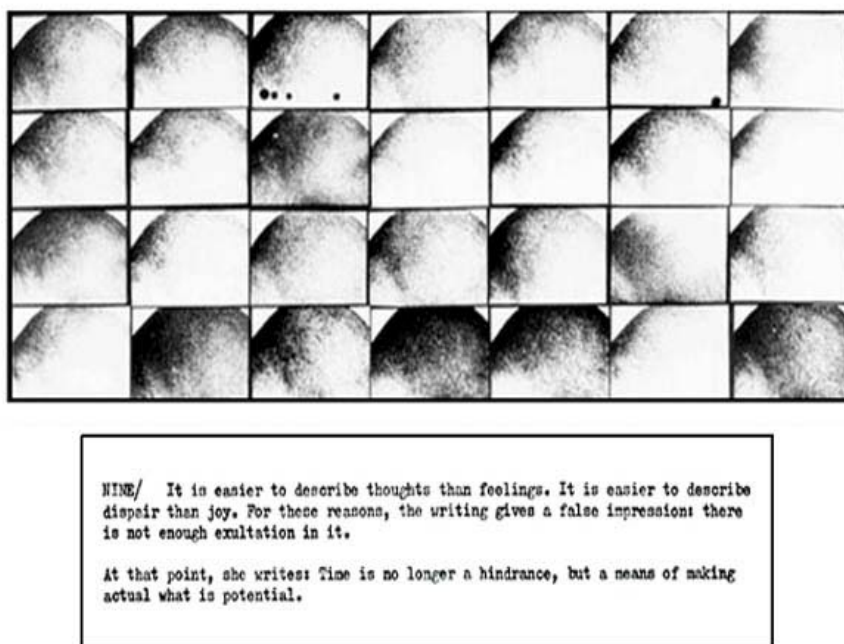 NINE/ It is easier to describe thoughts than feelings. It is easier to describe
dispair than joy. For these reasons, the writing gives a false impression: there
is not enough exultation in it.
At that point, she writes: Time is no longer a hindrance, but a means of making
actual what is potential.